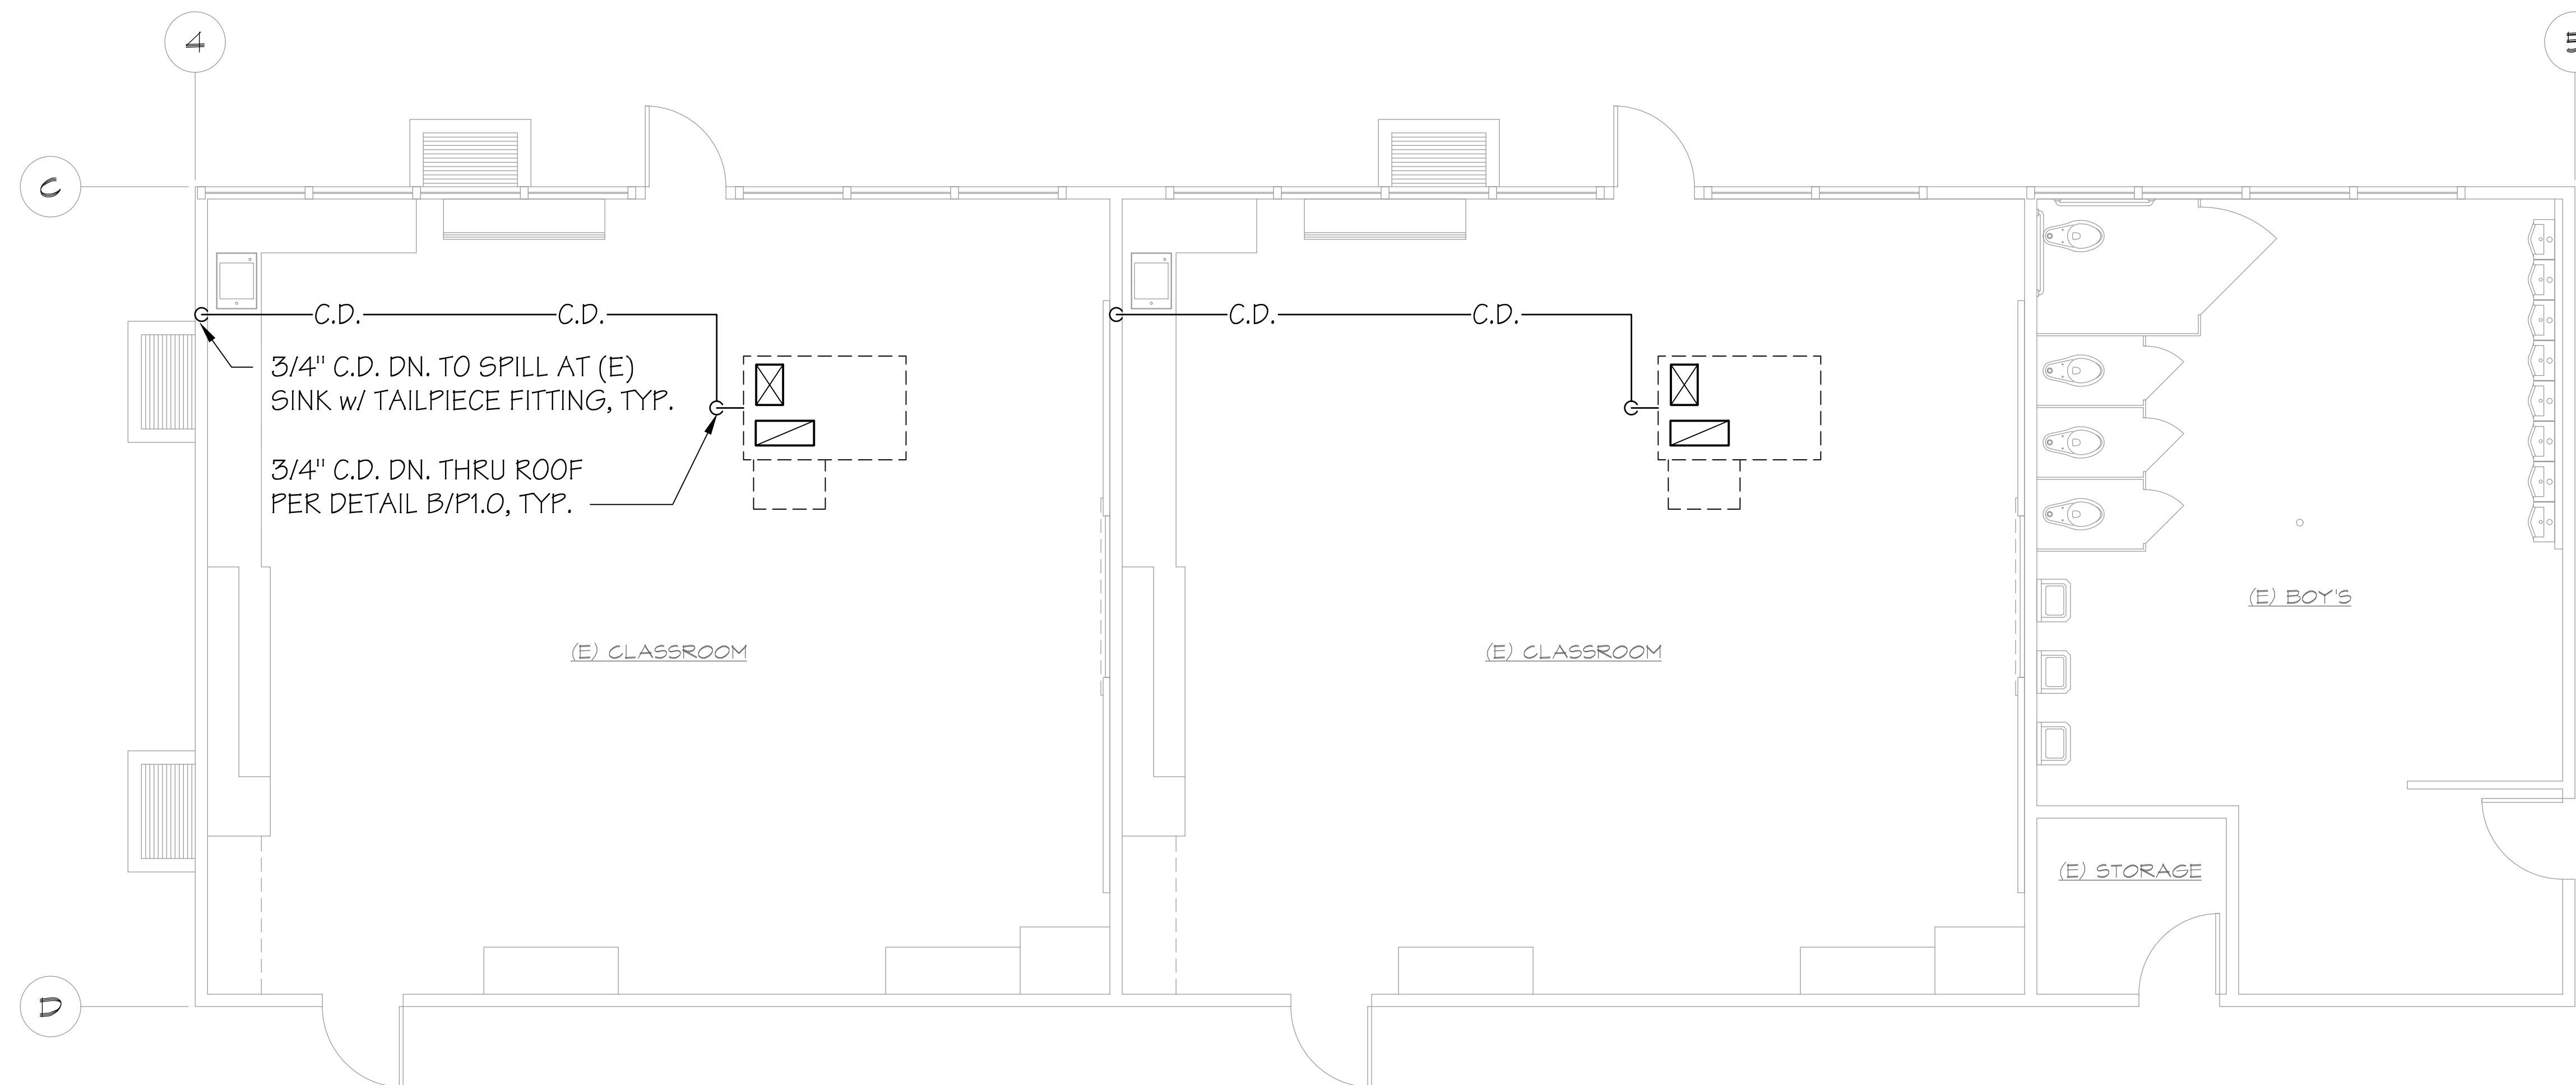 4
5
C
C.D.
C.D.
C.D.
C.D.
3/4" C.D. DN. TO SPILL AT (E)
SINK w/ TAILPIECE FITTING, TYP.
3/4" C.D. DN. THRU ROOF
PER DETAIL B/P1.0, TYP.
(E) BOY'S
(E) CLASSROOM
(E) CLASSROOM
(E) STORAGE
D